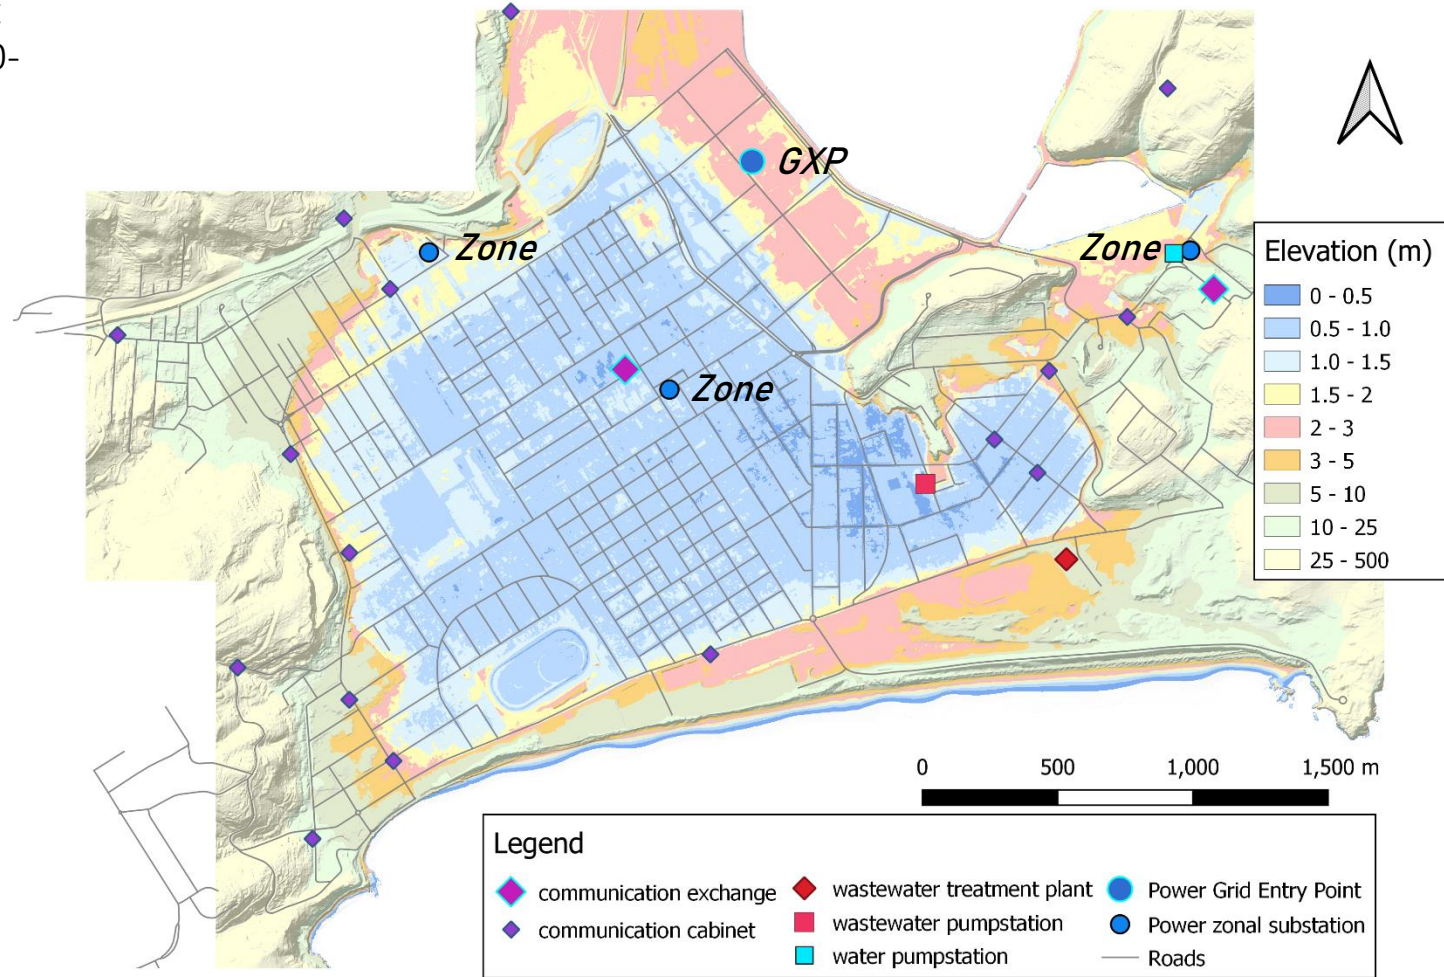 0-
GXP
Zone
Zone
Zone
Elevation (m)
0 - 0.5
0.5 - 1.0
1.0 - 1.5
1.5 - 2
2 - 3
3 - 5
5 - 10
10 - 25
25 - 500
0 500 1,000 1,500 m
Legend
communication exchange
communication cabinet
wastewater treatment plant
wastewater pumpstation
water pumpstation
Power Grid Entry Point
Power zonal substation
Roads